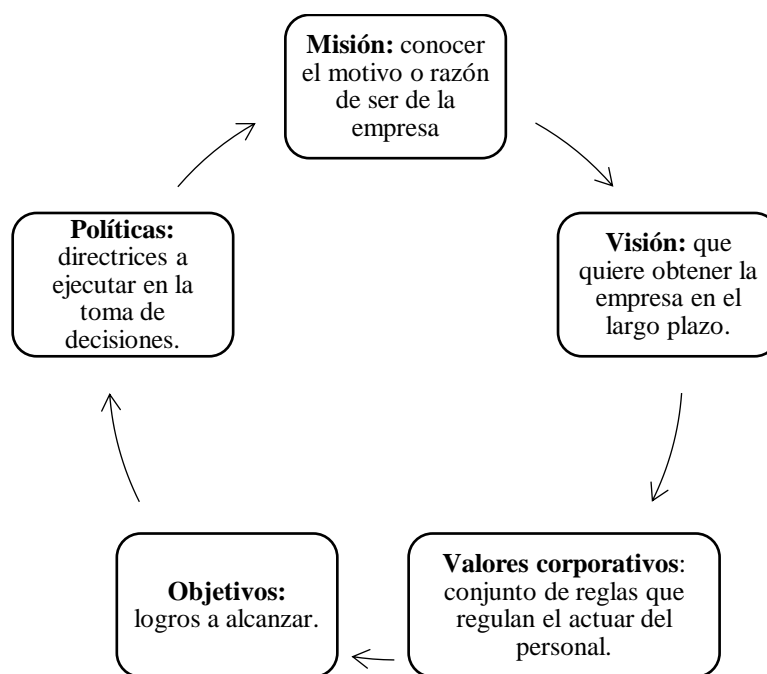 Misión: conocer
el motivo o razón
de ser de la
empresa
Visión: que
quiere obtener la
empresa en el
largo plazo.
Valores corporativos:
conjunto de reglas que
regulan el actuar del
personal.
Objetivos:
logros a alcanzar.
Políticas:
directrices a
ejecutar en la
toma de
decisiones.